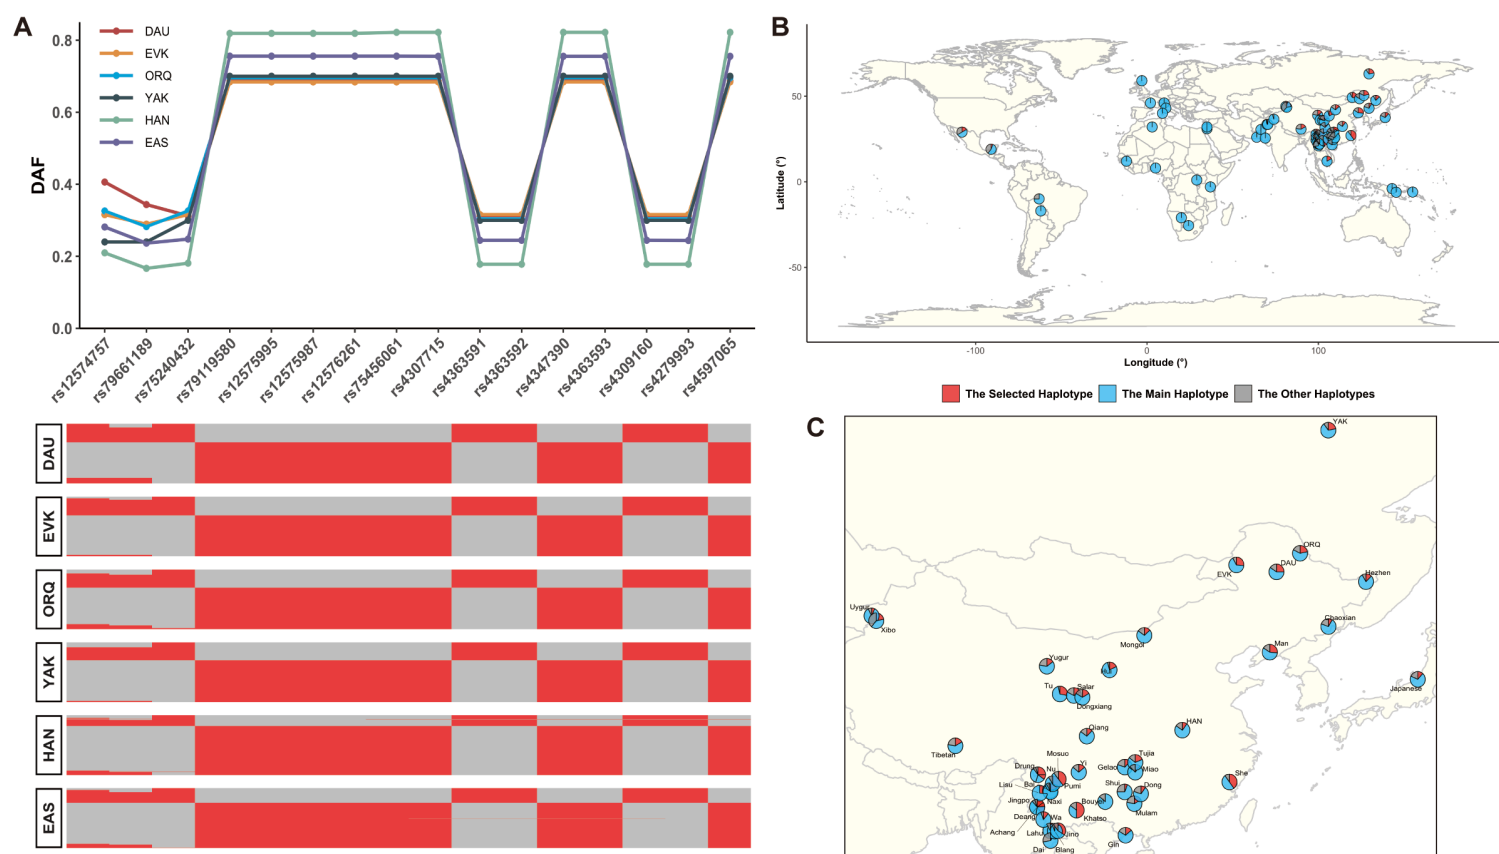 A
DAU
EVK
ORQ
YAK
HAN
EAS
DAF
0.8
0.6
0.4
0.2
0.0
rs12574757
rs79661189
rs75240432
rs79119580
rs12575995
rs12575987
rs12576261
rs75456061
rs4307715
rs4363591
rs4363592
rs4347390
rs4363593
rs4309160
rs4279993
rs4597065
DAU
EVK
ORQ
YAK
HAN
EAS
B
Latitude (°)
50
0
-50
-100
0
100
Longitude (°)
The Selected Haplotype
The Main Haplotype
The Other Haplotypes
C
YAK
ORQ
EVK
DAU
Hezhen
Uygur
Xibo
Chaoxian
Mongol
Man
Yugur
Hui
Japanese
Tu
Salar
Dongxiang
Qiang
HAN
Tibetan
Mosuo
Tujia
Drung
Nu
Yi
Gelao
Miao
She
Bai
Pumi
Shui
Dong
Jingpo
Naxi
Bouyei
Mulam
Deang
Wa
Khatso
Achang
Lahu
Jino
Gin
Dai
Blang